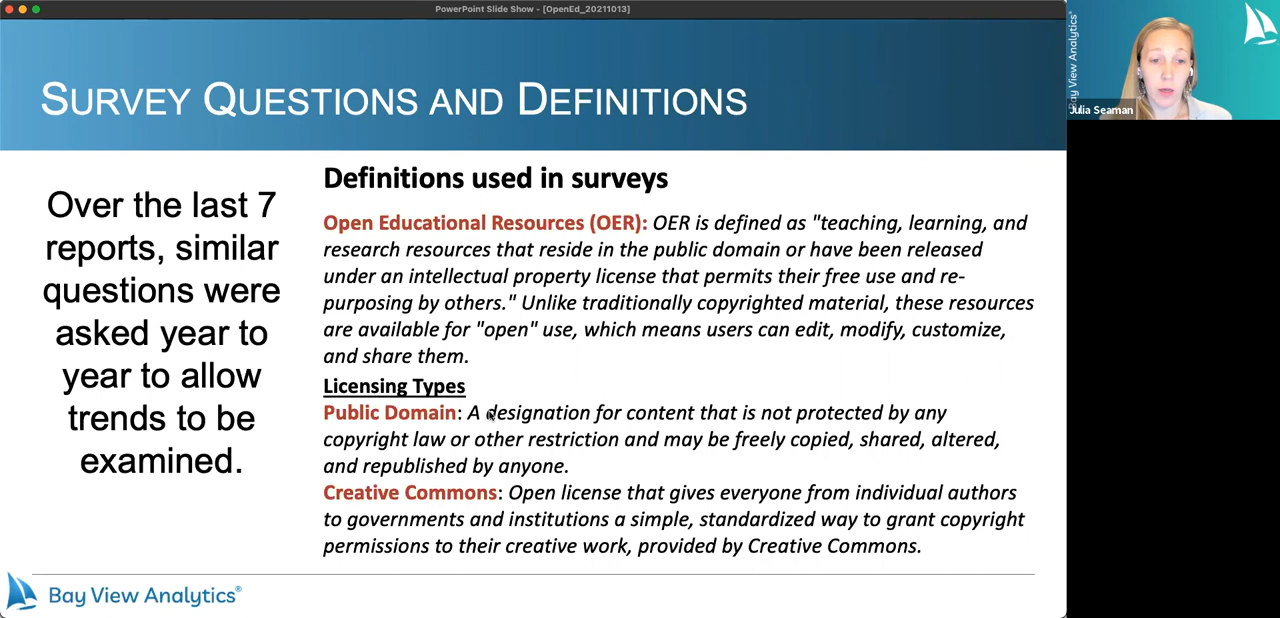 PowerPoint Slide Show - [OpenEd_20211013]
SURVEY QUESTIONS AND DEFINITIONS
Over the last 7
reports, similar
questions were
asked year to
year to allow
trends to be
examined.
Definitions used in surveys
Open Educational Resources (OER): OER is defined as "teaching, learning, and
research resources that reside in the public domain or have been released
under an intellectual property license that permits their free use and re-
purposing by others." Unlike traditionally copyrighted material, these resources
are available for "open" use, which means users can edit, modify, customize,
and share them.
Licensing Types
Public Domain: A designation for content that is not protected by any
copyright law or other restriction and may be freely copied, shared, altered,
and republished by anyone.
Creative Commons: Open license that gives everyone from individual authors
to governments and institutions a simple, standardized way to grant copyright
permissions to their creative work, provided by Creative Commons.
Bay View Analytics®
Bay View Analytics®
Julia Seaman